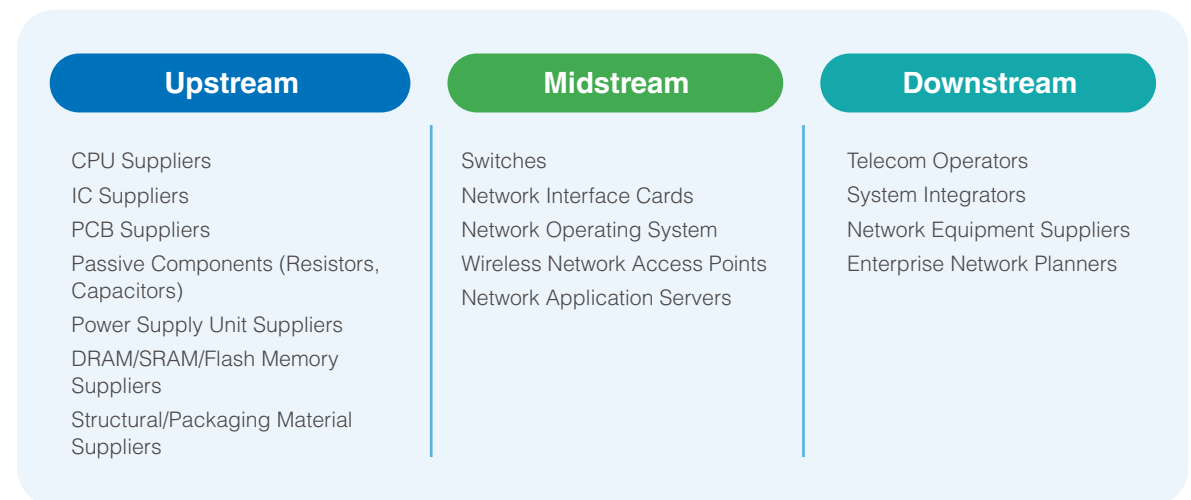 Upstream
CPU Suppliers
IC Suppliers
PCB Suppliers
Passive Components (Resistors,
Capacitors)
Power Supply Unit Suppliers
DRAM/SRAM/Flash Memory
Suppliers
Structural/Packaging Material
Suppliers
Midstream
Switches
Network Interface Cards
Network Operating System
Wireless Network Access Points
Network Application Servers
Downstream
Telecom Operators
System Integrators
Network Equipment Suppliers
Enterprise Network Planners